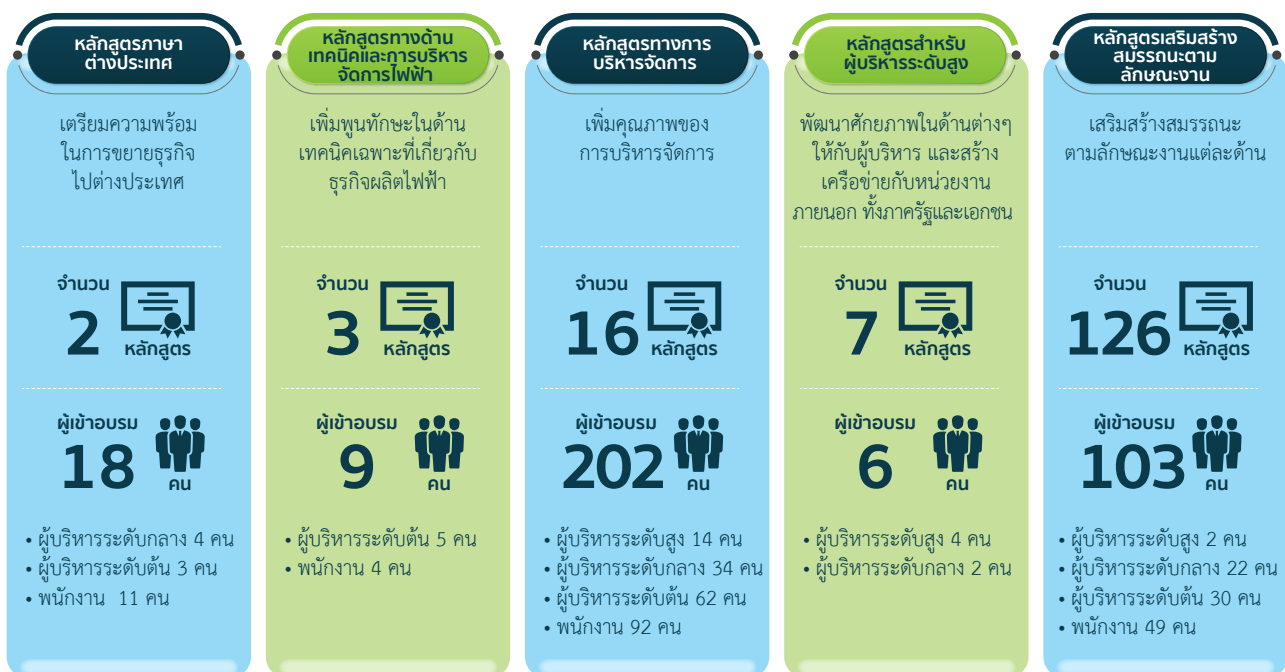 หลักสูตรภาษา
ต่างประเทศ
เตรียมความพร้อม
ในการขยายธุรกิจ
ไปต่างประเทศ
จำนวน
2
หลักสูตร
ผู้เข้าอบรม
18
คน
• ผู้บริหารระดับกลาง 4 คน
• ผู้บริหารระดับต้น 3 คน
• พนักงาน 11 คน
หลักสูตรทางด้าน
เทคนิคและการบริหาร
จัดการไฟฟ้า
เพิ่มพูนทักษะในด้าน
เทคนิคเฉพาะที่เกี่ยวกับ
ธุรกิจผลิตไฟฟ้า
จำนวน
3
หลักสูตร
ผู้เข้าอบรม
9
คน
• ผู้บริหารระดับต้น 5 คน
• พนักงาน 4 คน
หลักสูตรทางการ
บริหารจัดการ
เพิ่มคุณภาพของ
การบริหารจัดการ
จำนวน
16
หลักสูตร
ผู้เข้าอบรม
202
คน
• ผู้บริหารระดับสูง 14 คน
• ผู้บริหารระดับกลาง 34 คน
• ผู้บริหารระดับต้น 62 คน
• พนักงาน 92 คน
หลักสูตรสำหรับ
ผู้บริหารระดับสูง
พัฒนาศักยภาพในด้านต่างๆ
ให้กับผู้บริหาร และสร้าง
เครือข่ายกับหน่วยงาน
ภายนอก ทั้งภาครัฐและเอกชน
จำนวน
7
หลักสูตร
ผู้เข้าอบรม
6
คน
• ผู้บริหารระดับสูง 4 คน
• ผู้บริหารระดับกลาง 2 คน
หลักสูตรเสริมสร้าง
สมรรถนะตาม
ลักษณะงาน
เสริมสร้างสมรรถนะ
ตามลักษณะงานแต่ละด้าน
จำนวน
126
หลักสูตร
ผู้เข้าอบรม
103
คน
• ผู้บริหารระดับสูง 2 คน
• ผู้บริหารระดับกลาง 22 คน
• ผู้บริหารระดับต้น 30 คน
• พนักงาน 49 คน